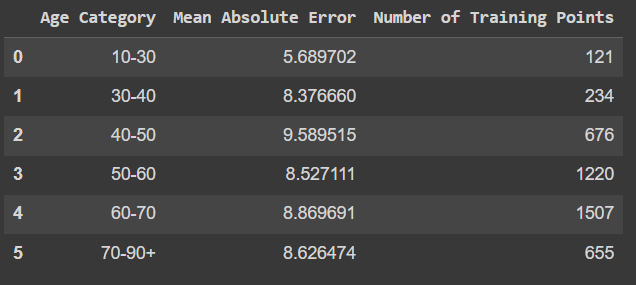 Age Category Mean Absolute Error Number of Training Points
0 10-30 5.689702 121
1 30-40 8.376660 234
2 40-50 9.589515 676
3 50-60 8.527111 1220
4 60-70 8.869691 1507
5 70-90+ 8.626474 655